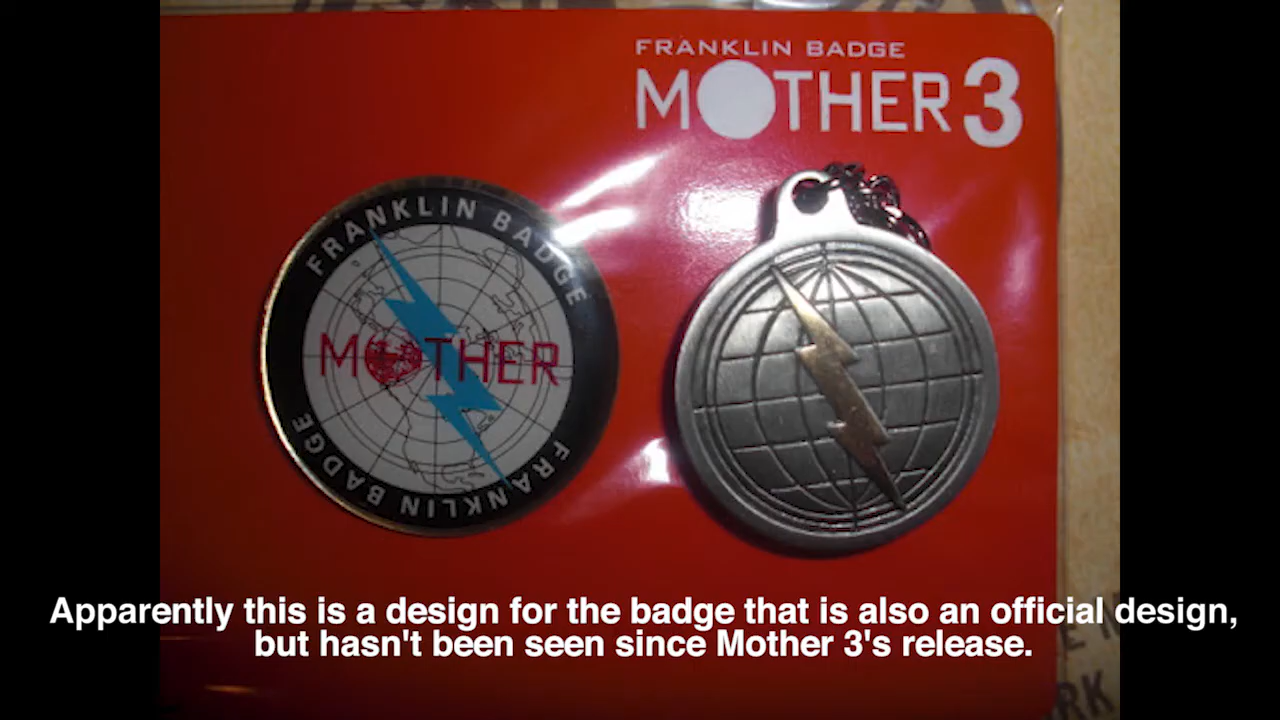 FRANKLIN BADGE
MOTHER 3
FRANKLIN BADGE
MOTHER
FRANKLIN BADGE
Apparently this is a design for the badge that is also an official design,
but hasn't been seen since Mother 3's release.
RK